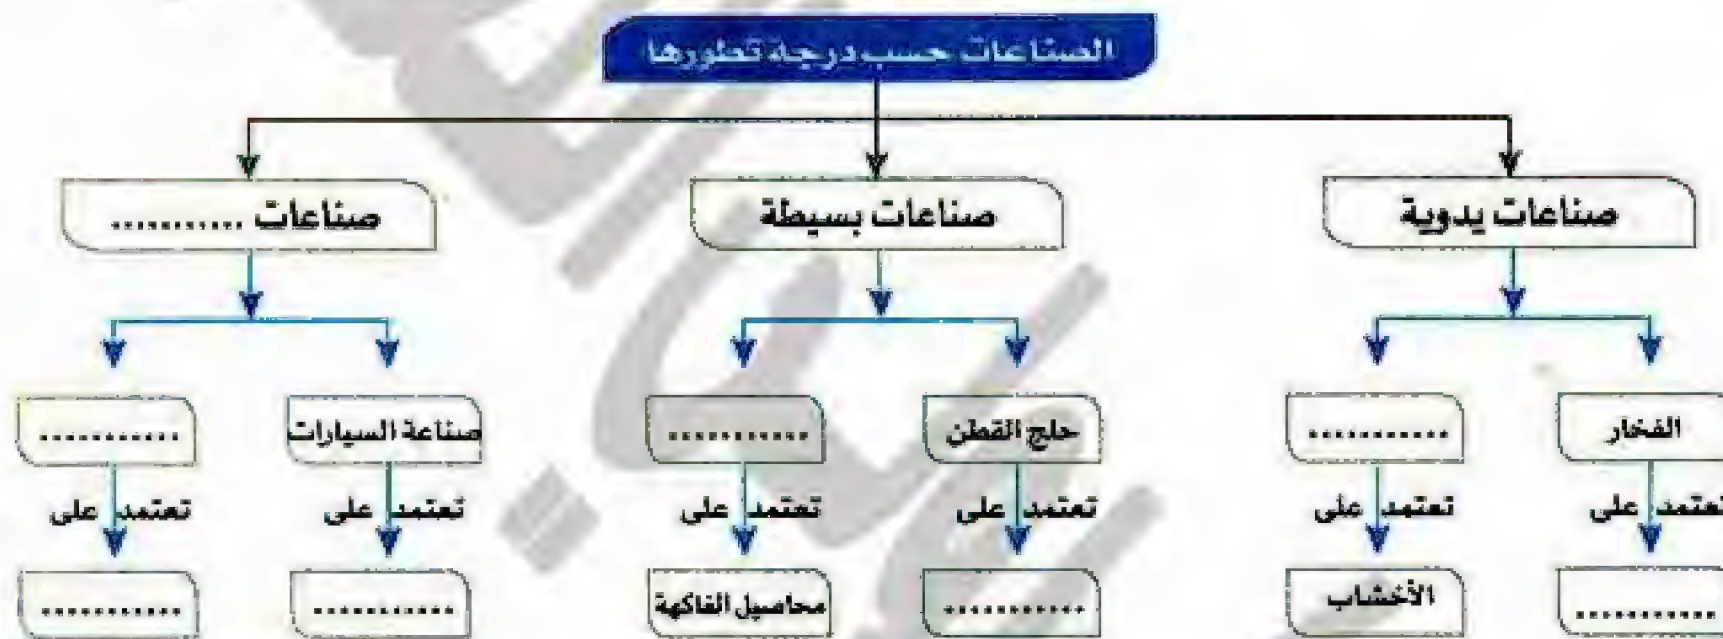 الصناعات حسب درجة تطورها
صناعات يدوية
صناعات بسيطة
صناعات ...........
الفخار
...........
حلج القطن
...........
صناعة السيارات
...........
تعتمد على
تعتمد على
تعتمد على
تعتمد على
تعتمد على
تعتمد على
...........
الأخشاب
...........
محاصيل الفاكهة
...........
...........